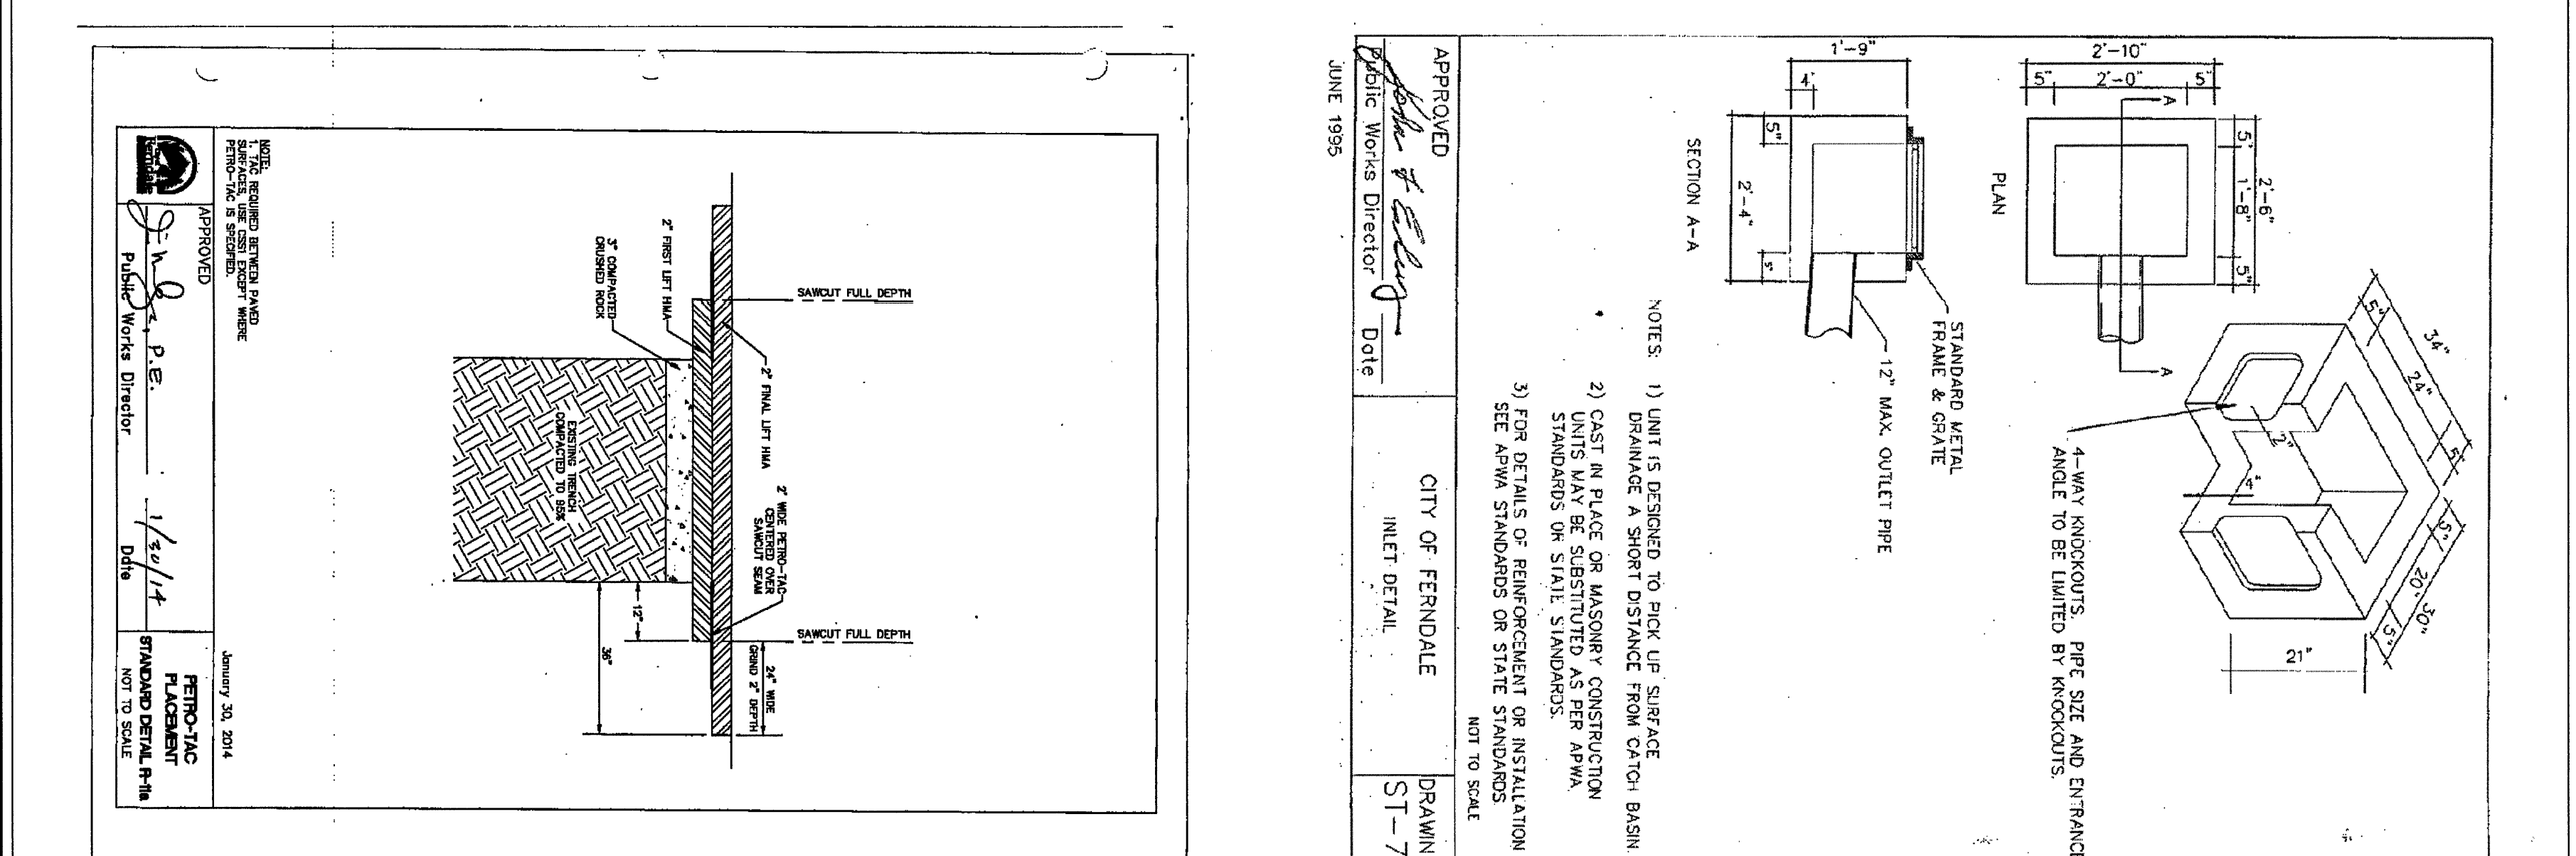 SAWCUT FULL DEPTH
SAWCUT FULL DEPTH
24" WIDE
GRIND 2" DEPTH
2" FINAL LIFT HMA
2' WIDE PETRO-TAC
CENTERED OVER
SAWCUT SEAM
2" FIRST LIFT HMA
3" COMPACTED
CRUSHED ROCK
12"
36"
EXISTING TRENCH
COMPACTED TO 95%
NOTE:
1. TAC REQUIRED BETWEEN PAVED
SURFACES, USE CSS1 EXCEPT WHERE
PETRO-TAC IS SPECIFIED.
January 30, 2014
Ferndale
APPROVED
P.E.
1/30/14
Public Works Director
Date
PETRO-TAC
PLACEMENT
STANDARD DETAIL R-11a
NOT TO SCALE
2'-6"
5" 1'-8" 5"
2'-10"
5" 2'-0" 5"
A
A
PLAN
34"
5" 24" 5"
2"
4"
5" 20" 5"
30"
21"
4-WAY KNOCKOUTS. PIPE SIZE AND ENTRANCE
ANGLE TO BE LIMITED BY KNOCKOUTS.
STANDARD METAL
FRAME & GRATE
12" MAX. OUTLET PIPE
1'-9"
4"
5"
5"
2'-4"
SECTION A-A
NOTES: 1) UNIT IS DESIGNED TO PICK UP SURFACE
DRAINAGE A SHORT DISTANCE FROM CATCH BASIN.
2) CAST IN PLACE OR MASONRY CONSTRUCTION
UNITS MAY BE SUBSTITUTED AS PER APWA
STANDARDS OR STATE STANDARDS.
3) FOR DETAILS OF REINFORCEMENT OR INSTALLATION
SEE APWA STANDARDS OR STATE STANDARDS.
NOT TO SCALE
APPROVED
Public Works Director Date
JUNE 1995
CITY OF FERNDALE
INLET DETAIL
DRAWIN
ST-7